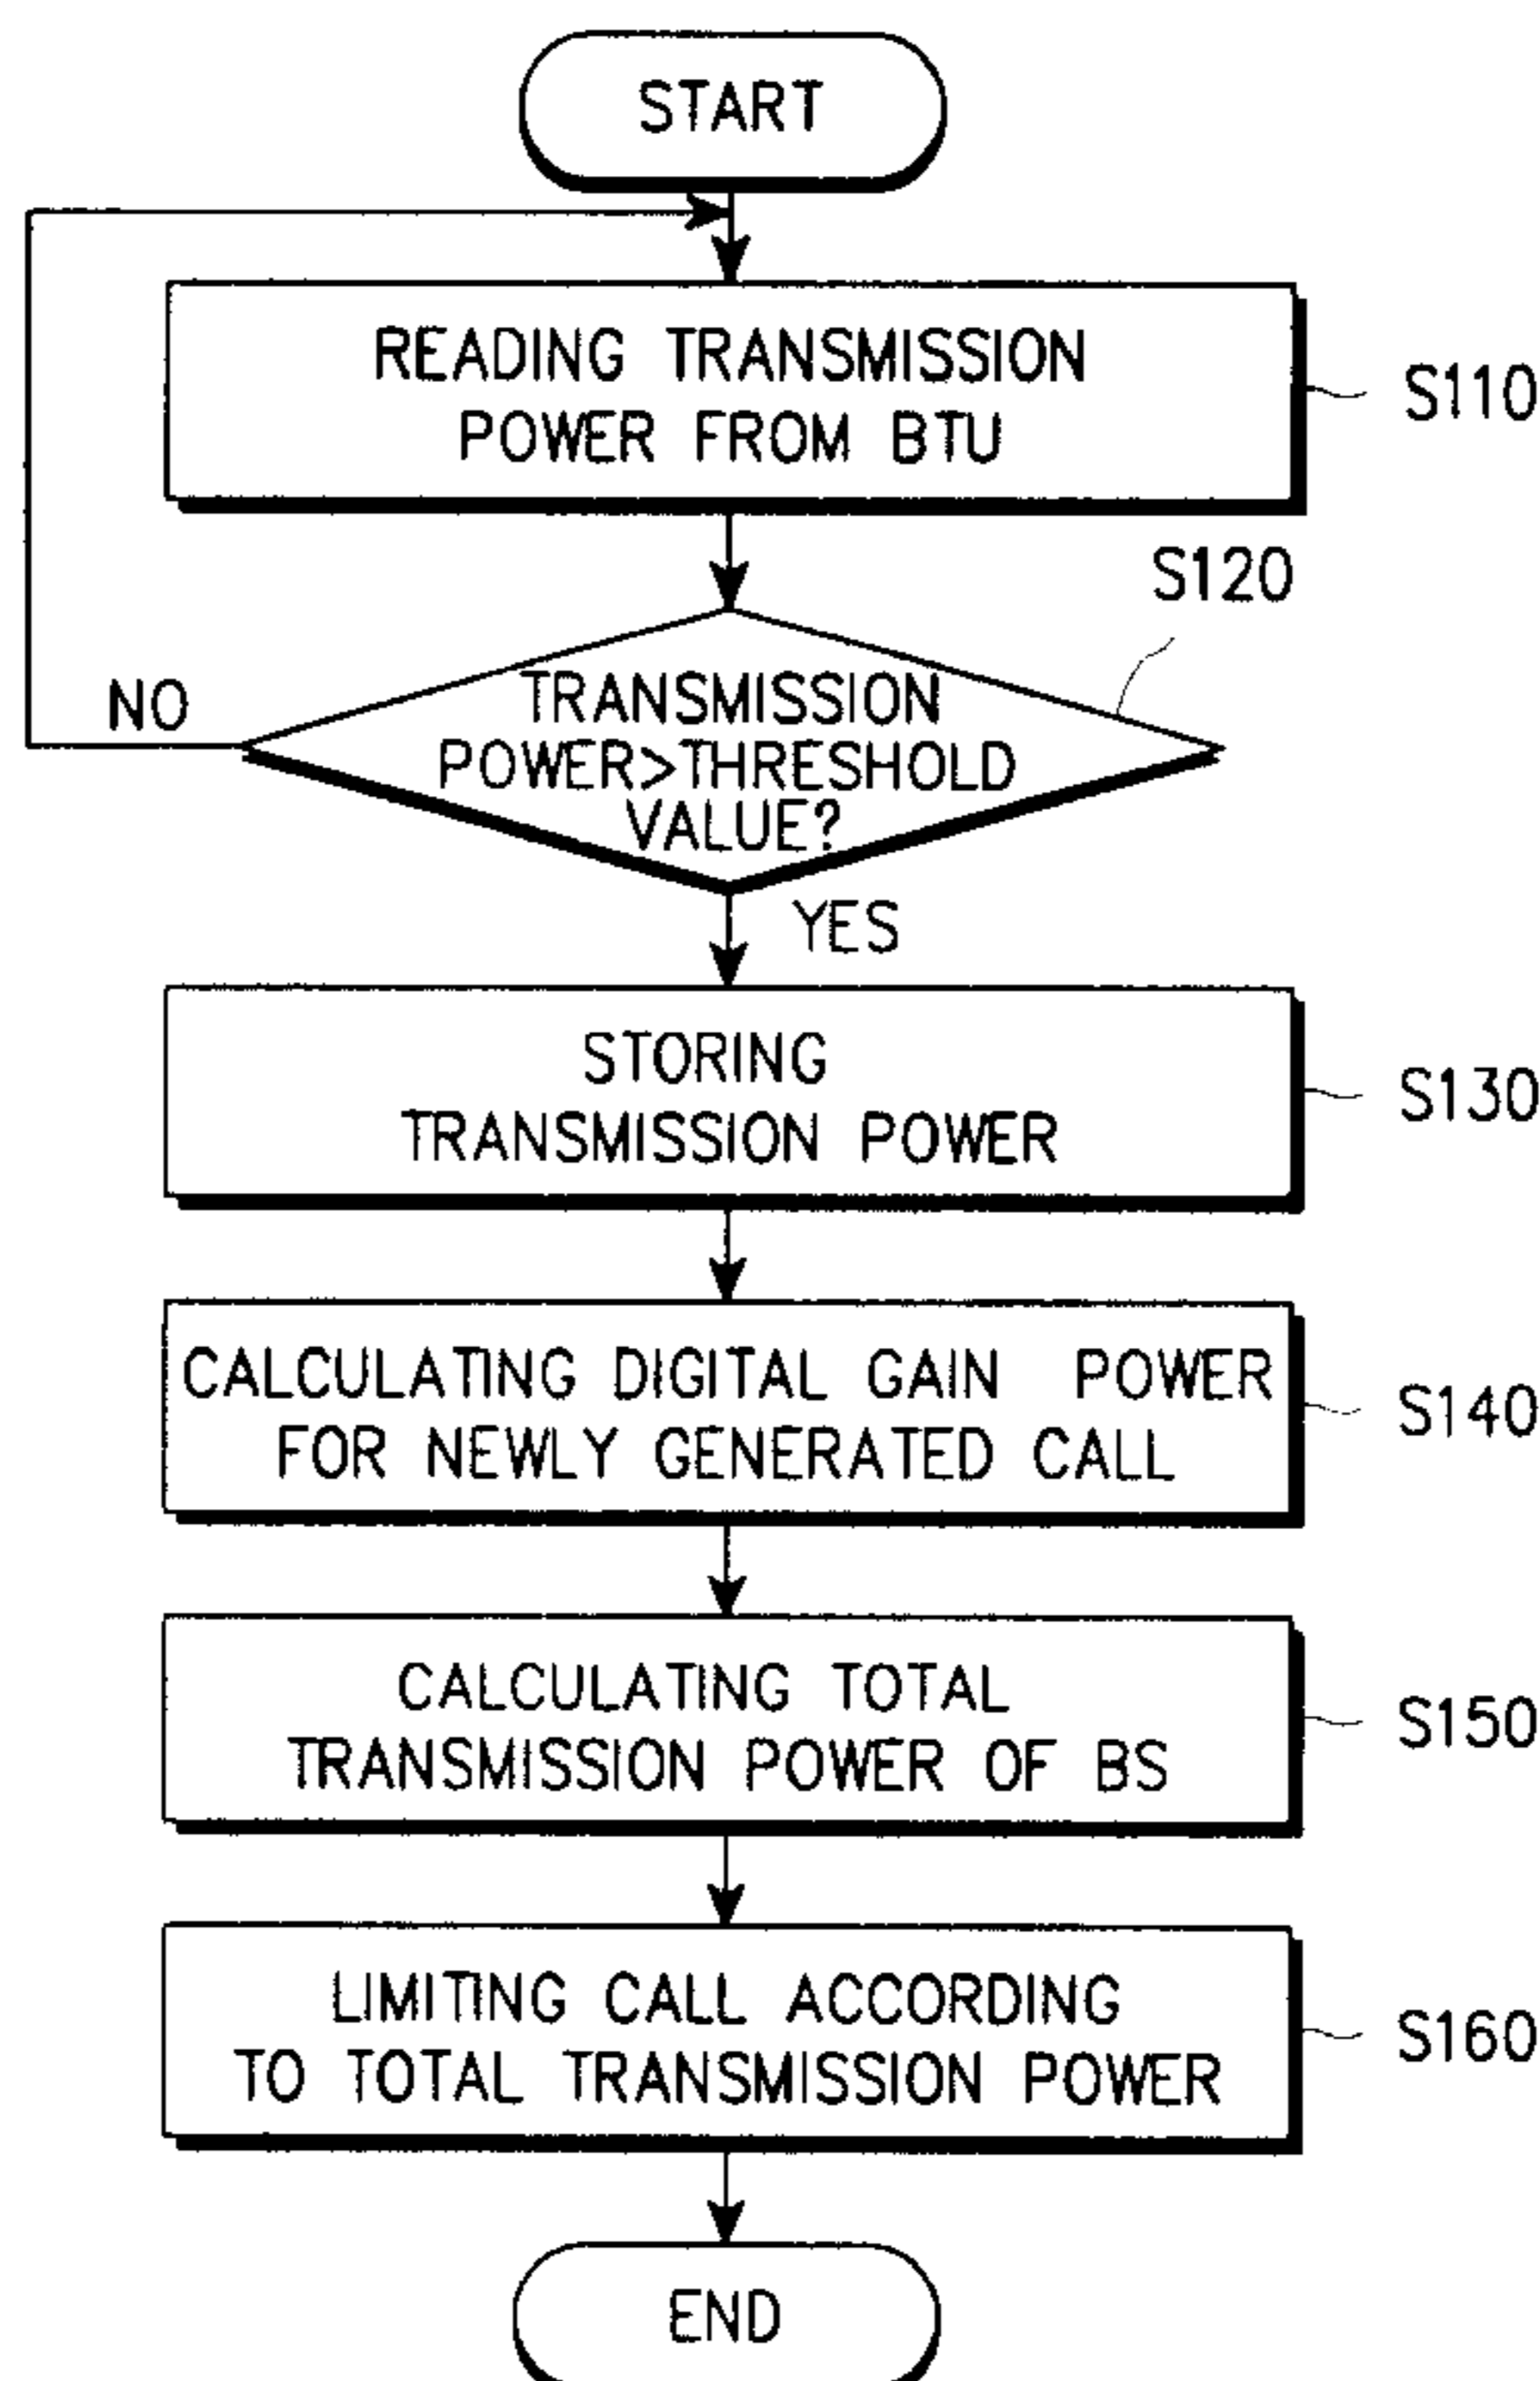 START
READING TRANSMISSION
POWER FROM BTU
S110
S120
TRANSMISSION
POWER>THRESHOLD
VALUE?
NO
YES
STORING
TRANSMISSION POWER
S130
CALCULATING DIGITAL GAIN POWER
FOR NEWLY GENERATED CALL
S140
CALCULATING TOTAL
TRANSMISSION POWER OF BS
S150
LIMITING CALL ACCORDING
TO TOTAL TRANSMISSION POWER
S160
END